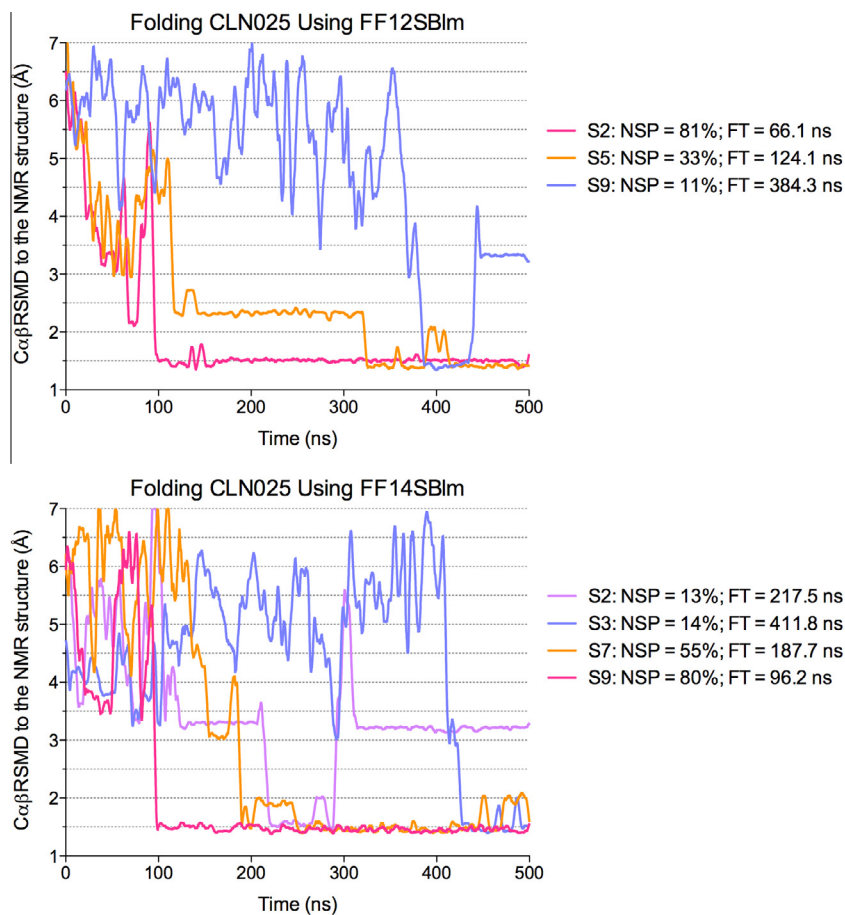 Folding CLN025 Using FF12SBlm
CαβRSMD to the NMR structure (Å)
7
6
5
4
3
2
1
0
100
200
300
400
500
Time (ns)
S2: NSP = 81%; FT = 66.1 ns
S5: NSP = 33%; FT = 124.1 ns
S9: NSP = 11%; FT = 384.3 ns
Folding CLN025 Using FF14SBlm
CαβRSMD to the NMR structure (Å)
7
6
5
4
3
2
1
0
100
200
300
400
500
Time (ns)
S2: NSP = 13%; FT = 217.5 ns
S3: NSP = 14%; FT = 411.8 ns
S7: NSP = 55%; FT = 187.7 ns
S9: NSP = 80%; FT = 96.2 ns